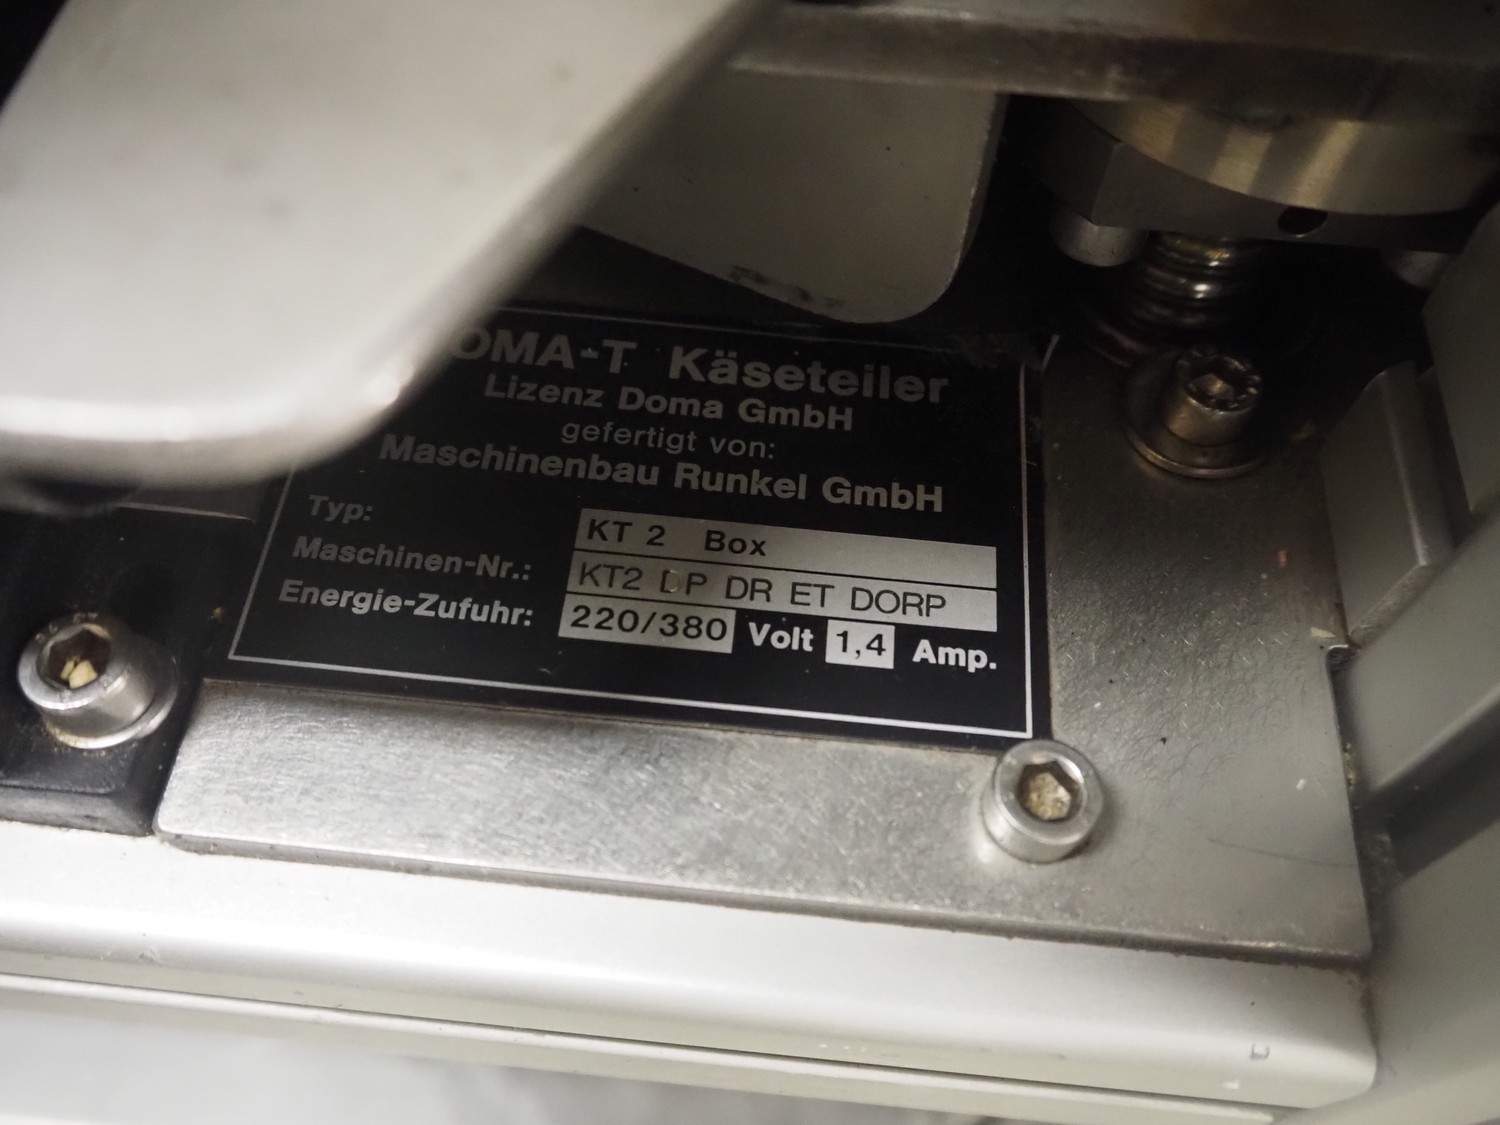 OMA-T Käseteiler
Lizenz Doma GmbH
gefertigt von:
Maschinenbau Runkel GmbH
Typ: KT 2 Box
Maschinen-Nr.: KT2 DP DR ET DORP
Energie-Zufuhr: 220/380 Volt 1,4 Amp.